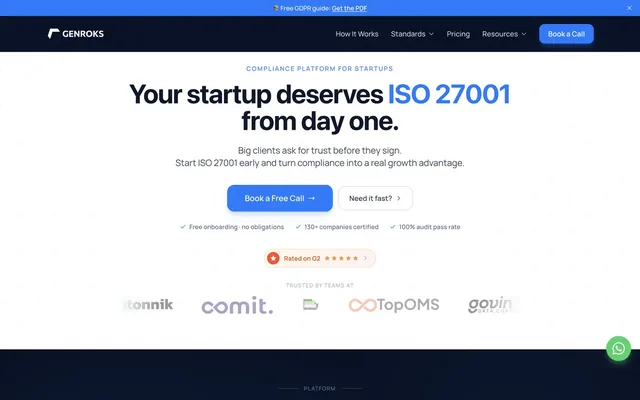 Free GDPR guide: Get the PDF
GENROKS
How It Works
Standards
Pricing
Resources
Book a Call
COMPLIANCE PLATFORM FOR STARTUPS
Your startup deserves ISO 27001
from day one.
Big clients ask for trust before they sign.
Start ISO 27001 early and turn compliance into a real growth advantage.
Book a Free Call →
Need it fast?
Free onboarding · no obligations
130+ companies certified
100% audit pass rate
Rated on G2 ★★★★★
TRUSTED BY TEAMS AT
tonnik
comit.
TopOMS
govin
PLATFORM